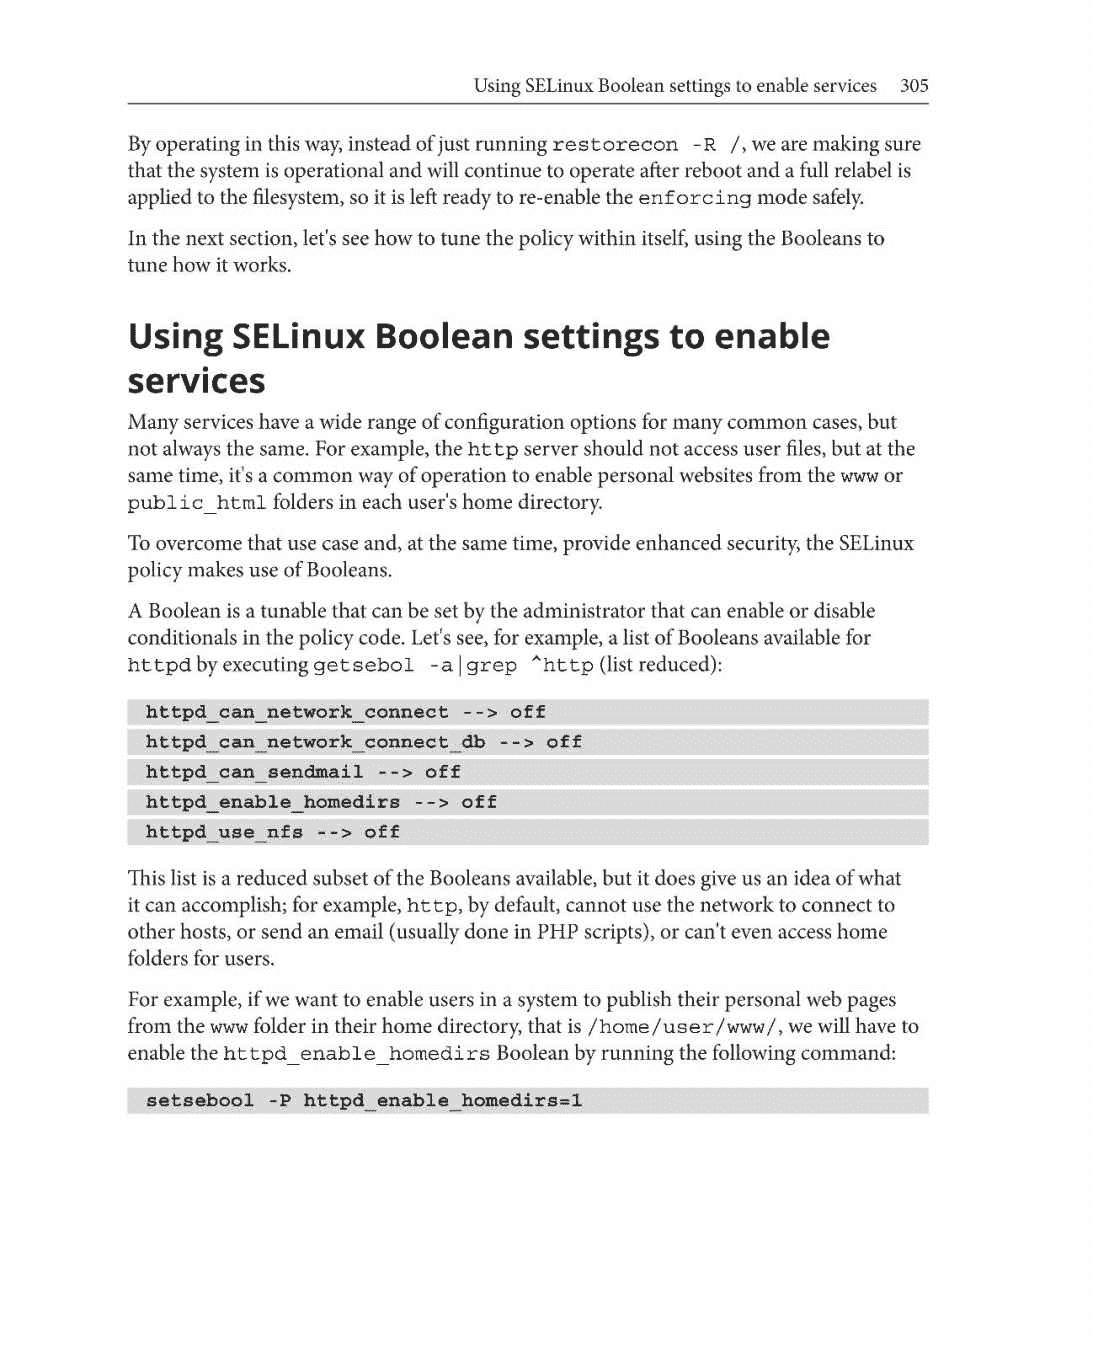 Using SELinux Boolean settings to enable services 305
By operating in this way, instead of just running restorecon -R /, we are making sure
that the system is operational and will continue to operate after reboot and a full relabel is
applied to the filesystem, so it is left ready to re-enable the enforcing mode safely.
In the next section, let's see how to tune the policy within itself, using the Booleans to
tune how it works.
Using SELinux Boolean settings to enable
services
Many services have a wide range of configuration options for many common cases, but
not always the same. For example, the http server should not access user files, but at the
same time, it's a common way of operation to enable personal websites from the www or
public_html folders in each user's home directory.
To overcome that use case and, at the same time, provide enhanced security, the SELinux
policy makes use of Booleans.
A Boolean is a tunable that can be set by the administrator that can enable or disable
conditionals in the policy code. Let's see, for example, a list of Booleans available for
httpd by executing getsebol -a|grep ^http (list reduced):
httpd_can_network_connect --> off
httpd_can_network_connect_db --> off
httpd_can_sendmail --> off
httpd_enable_homedirs --> off
httpd_use_nfs --> off
This list is a reduced subset of the Booleans available, but it does give us an idea of what
it can accomplish; for example, http, by default, cannot use the network to connect to
other hosts, or send an email (usually done in PHP scripts), or can't even access home
folders for users.
For example, if we want to enable users in a system to publish their personal web pages
from the www folder in their home directory, that is /home/user/www/, we will have to
enable the httpd_enable_homedirs Boolean by running the following command:
setsebool -P httpd_enable_homedirs=1